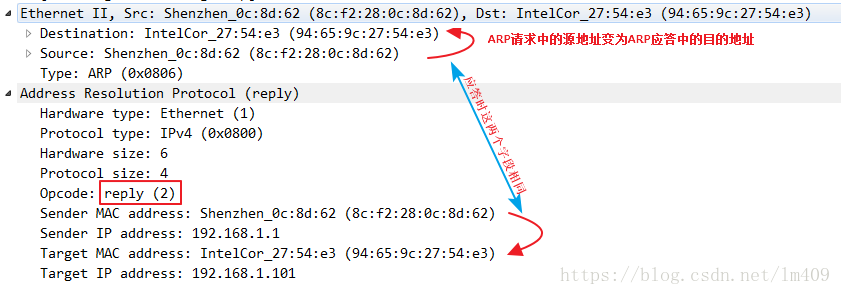 Ethernet II, Src: Shenzhen_0c:8d:62 (8c:f2:28:0c:8d:62), Dst: IntelCor_27:54:e3 (94:65:9c:27:54:e3)
Destination: IntelCor_27:54:e3 (94:65:9c:27:54:e3)
ARP请求中的源地址变为ARP应答中的目的地址
Source: Shenzhen_0c:8d:62 (8c:f2:28:0c:8d:62)
Type: ARP (0x0806)
应答时这两个字段相同
Address Resolution Protocol (reply)
Hardware type: Ethernet (1)
Protocol type: IPv4 (0x0800)
Hardware size: 6
Protocol size: 4
Opcode: reply (2)
Sender MAC address: Shenzhen_0c:8d:62 (8c:f2:28:0c:8d:62)
Sender IP address: 192.168.1.1
Target MAC address: IntelCor_27:54:e3 (94:65:9c:27:54:e3)
Target IP address: 192.168.1.101
https://blog.csdn.net/lm409